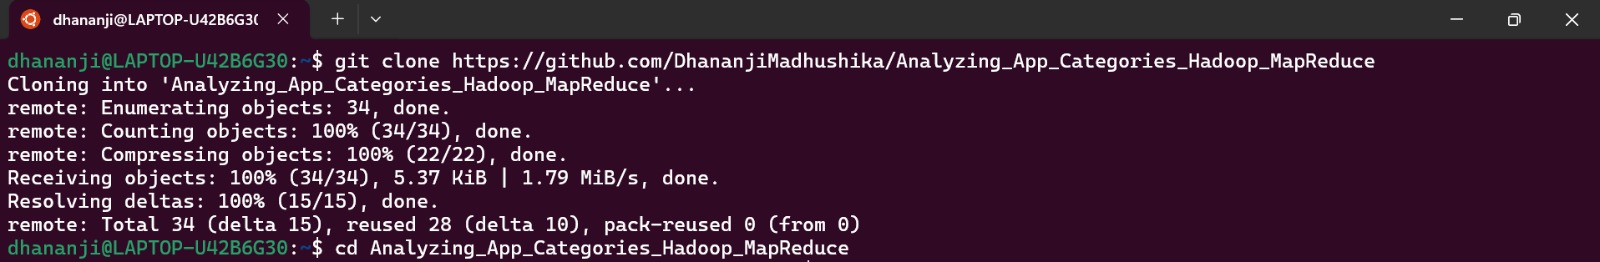 dhananji@LAPTOP-U42B6G30
dhananji@LAPTOP-U42B6G30:~$ git clone https://github.com/DhananjiMadhushika/Analyzing_App_Categories_Hadoop_MapReduce
Cloning into 'Analyzing_App_Categories_Hadoop_MapReduce'...
remote: Enumerating objects: 34, done.
remote: Counting objects: 100% (34/34), done.
remote: Compressing objects: 100% (22/22), done.
Receiving objects: 100% (34/34), 5.37 KiB | 1.79 MiB/s, done.
Resolving deltas: 100% (15/15), done.
remote: Total 34 (delta 15), reused 28 (delta 10), pack-reused 0 (from 0)
dhananji@LAPTOP-U42B6G30:~$ cd Analyzing_App_Categories_Hadoop_MapReduce